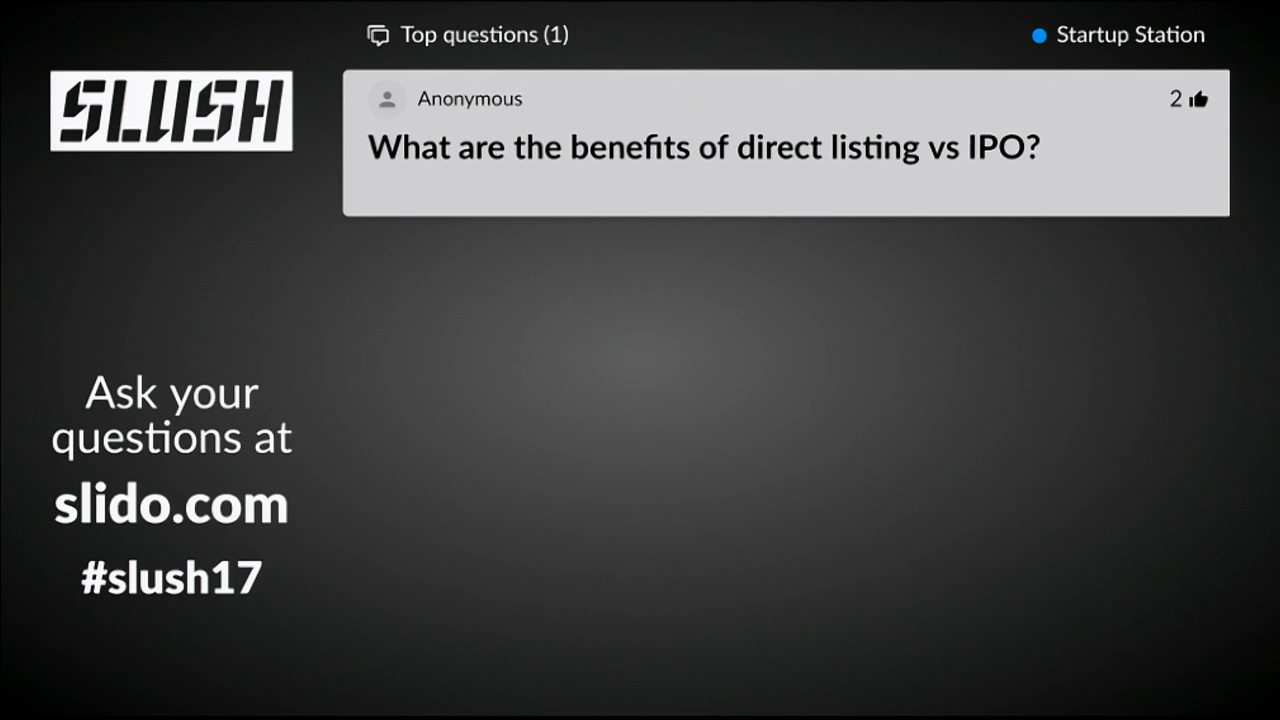 Top questions (1)
Startup Station
SLUSH
Anonymous
2
What are the benefits of direct listing vs IPO?
Ask your
questions at
slido.com
#slush17